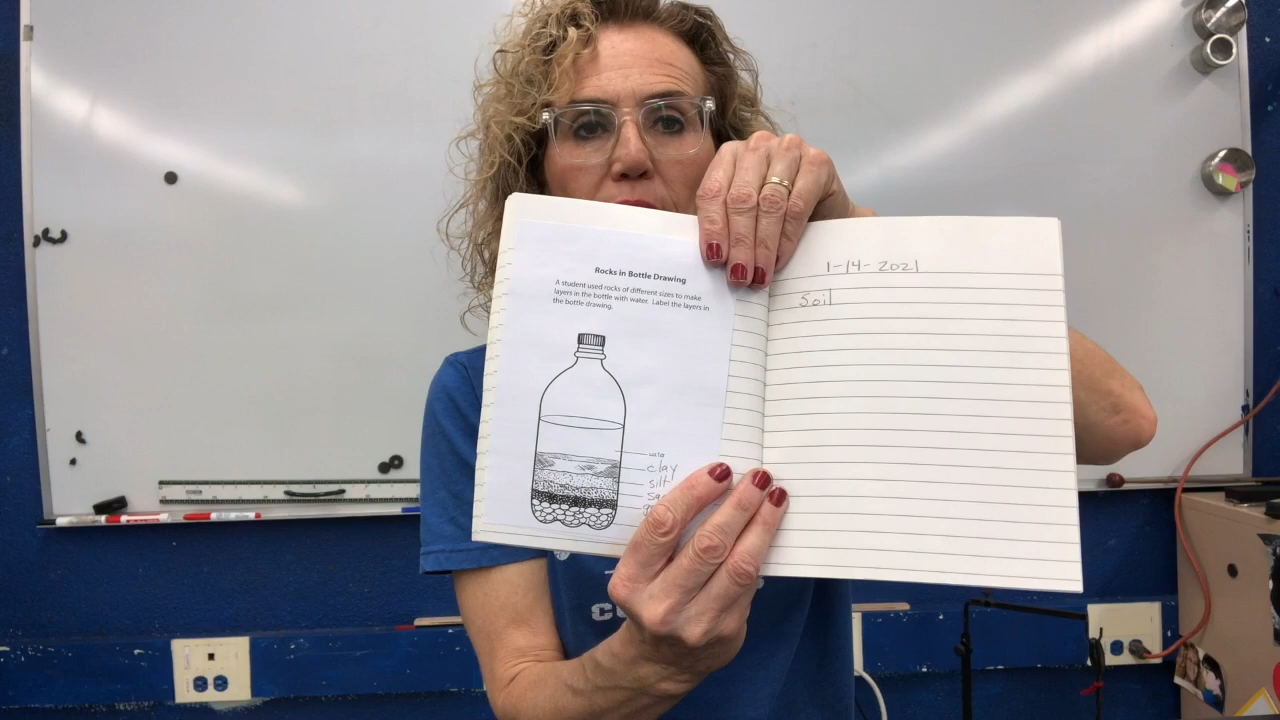 Rocks in Bottle Drawing
A student used rocks of different sizes to make
layers in the bottle with water. Label the layers in
the bottle drawing.
water
clay
silt
1-14-2021
Soil